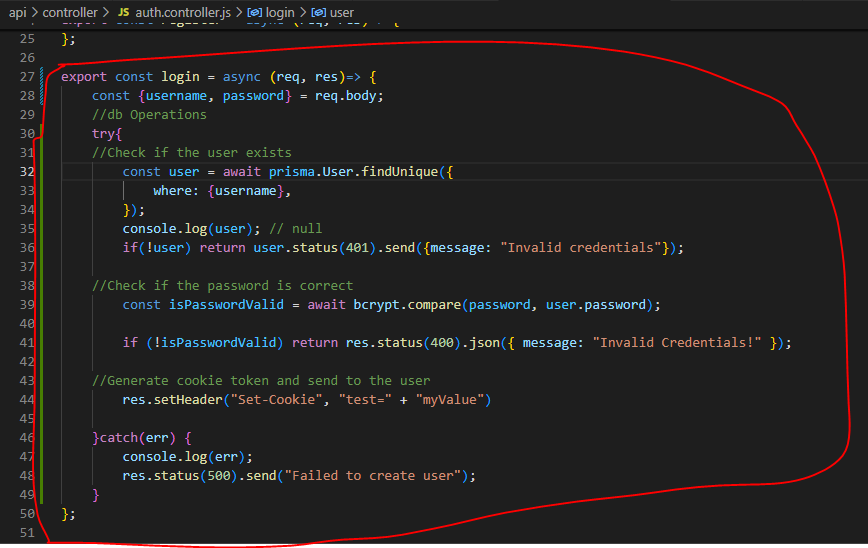 api > controller > JS auth.controller.js > login > user
25 };
26
27 export const login = async (req, res)=> {
28 const {username, password} = req.body;
29 //db Operations
30 try{
31 //Check if the user exists
32 const user = await prisma.User.findUnique({
33 where: {username},
34 });
35 console.log(user); // null
36 if(!user) return user.status(401).send({message: "Invalid credentials"});
37
38 //Check if the password is correct
39 const isPasswordValid = await bcrypt.compare(password, user.password);
40
41 if (!isPasswordValid) return res.status(400).json({ message: "Invalid Credentials!" });
42
43 //Generate cookie token and send to the user
44 res.setHeader("Set-Cookie", "test=" + "myValue")
45
46 }catch(err) {
47 console.log(err);
48 res.status(500).send("Failed to create user");
49 }
50 };
51